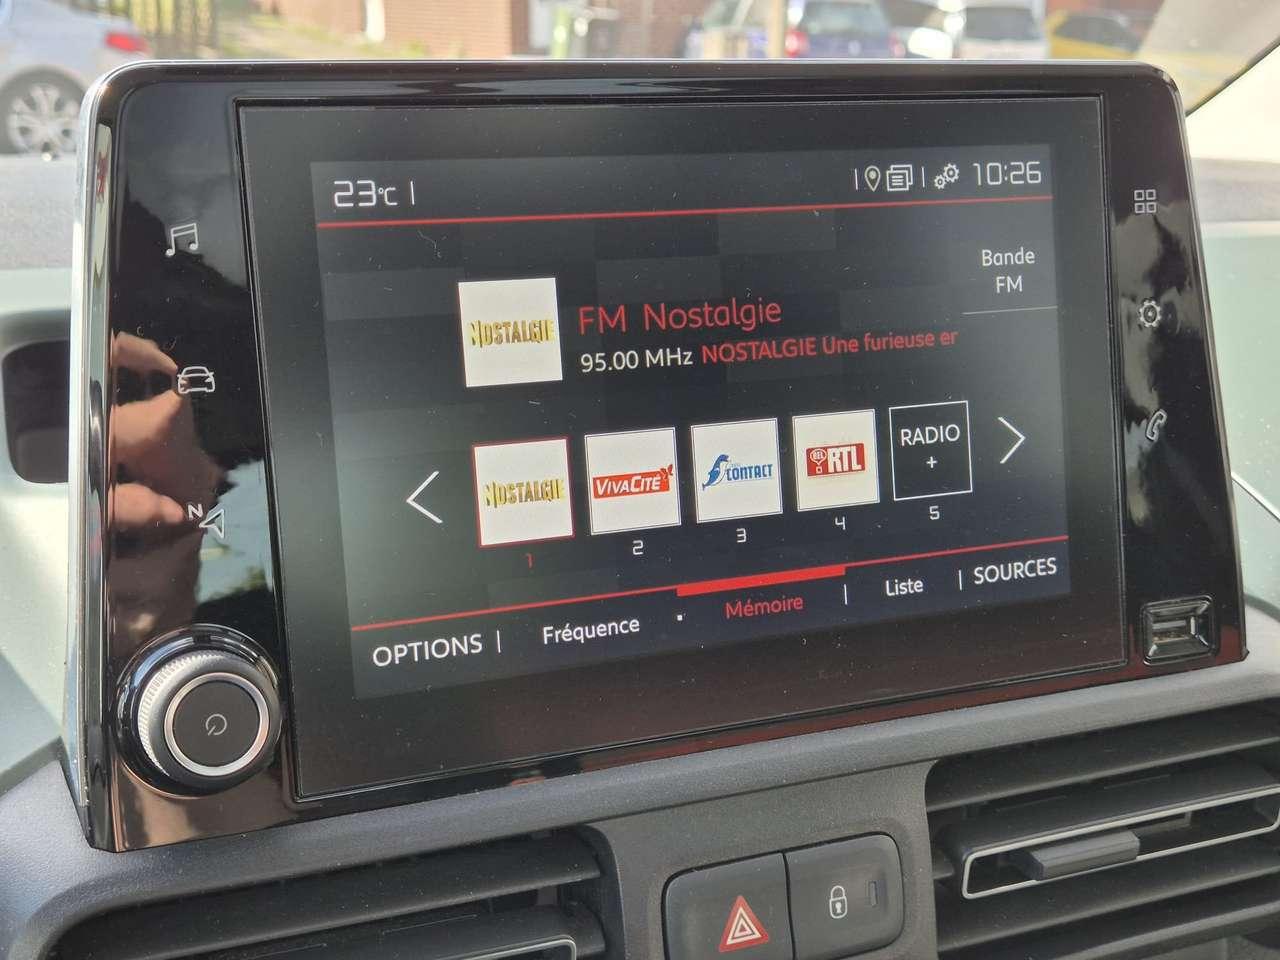 23°C
10:26
Bande
FM
NOSTALGIE
FM Nostalgie
95.00 MHz NOSTALGIE Une furieuse er
NOSTALGIE
VIVACITÉ
CONTACT
BEL RTL
RADIO
+
1
2
3
4
5
OPTIONS
Fréquence
Mémoire
Liste
SOURCES
N